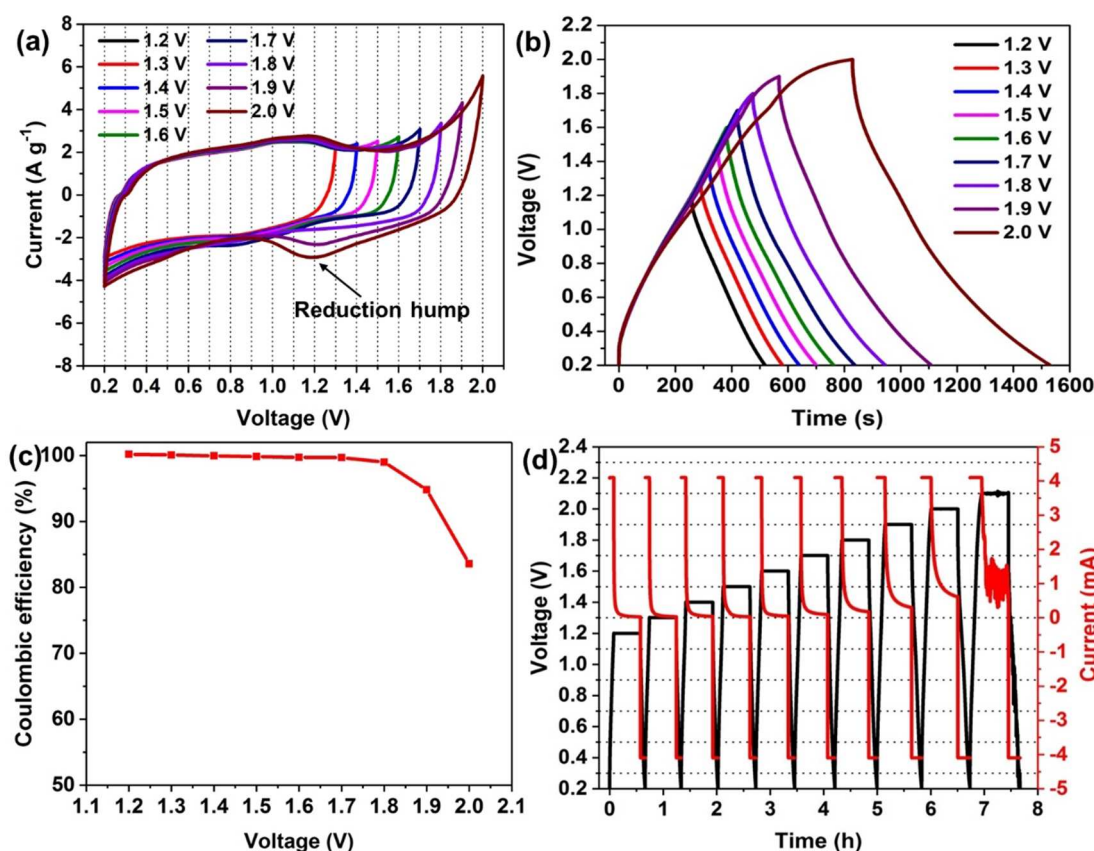 (a)
8
6
4
2
0
-2
-4
-6
-8
Current (A g-1)
1.2 V
1.3 V
1.4 V
1.5 V
1.6 V
1.7 V
1.8 V
1.9 V
2.0 V
Reduction hump
0.2 0.4 0.6 0.8 1.0 1.2 1.4 1.6 1.8 2.0
Voltage (V)
(b)
2.2
2.0
1.8
1.6
1.4
1.2
1.0
0.8
0.6
0.4
0.2
Voltage (V)
1.2 V
1.3 V
1.4 V
1.5 V
1.6 V
1.7 V
1.8 V
1.9 V
2.0 V
0 200 400 600 800 1000 1200 1400 1600
Time (s)
(c)
100
90
80
70
60
50
Coulombic efficiency (%)
1.1 1.2 1.3 1.4 1.5 1.6 1.7 1.8 1.9 2.0 2.1
Voltage (V)
(d)
2.4
2.2
2.0
1.8
1.6
1.4
1.2
1.0
0.8
0.6
0.4
0.2
Voltage (V)
5
4
3
2
1
0
-1
-2
-3
-4
-5
Current (mA)
0 1 2 3 4 5 6 7 8
Time (h)